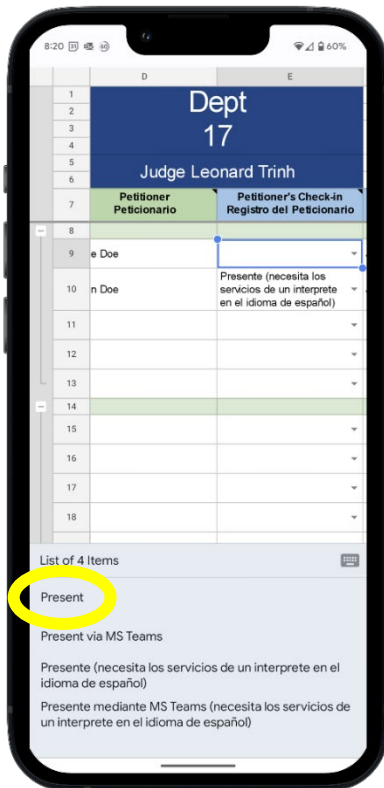 8:20 31 60%
D E
1
2
3
4
5
6
Dept
17
Judge Leonard Trinh
7 Petitioner Petitioner's Check-in
Peticionario Registro del Peticionario
8
9 e Doe
10 n Doe Presente (necesita los
servicios de un interprete
en el idioma de español)
11
12
13
14
15
16
17
18
List of 4 Items
Present
Present via MS Teams
Presente (necesita los servicios de un interprete en el
idioma de español)
Presente mediante MS Teams (necesita los servicios de
un interprete en el idioma de español)